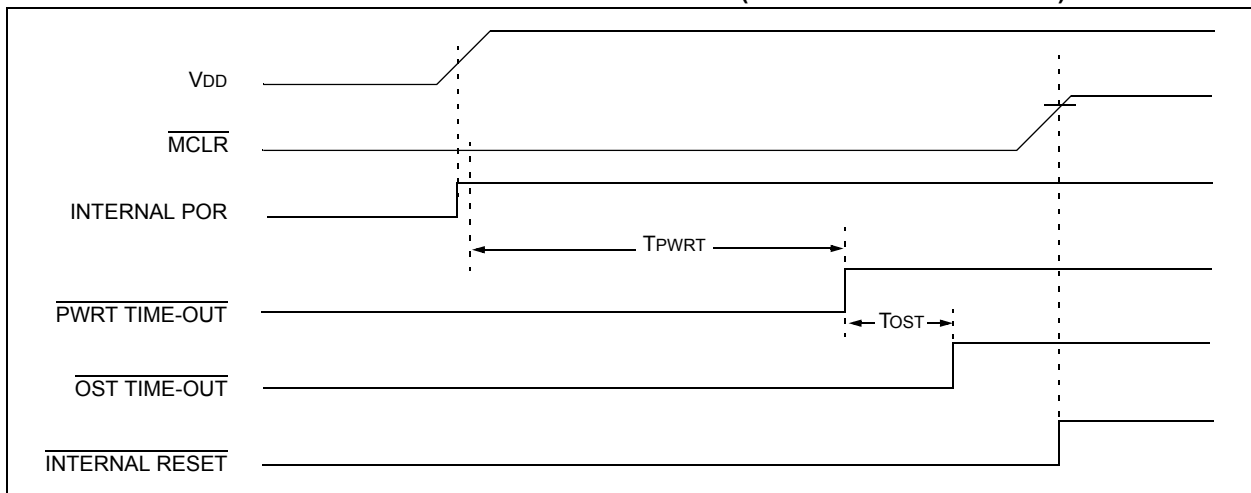 VDD
MCLR
INTERNAL POR
TPWRT
PWRT TIME-OUT
TOST
OST TIME-OUT
INTERNAL RESET